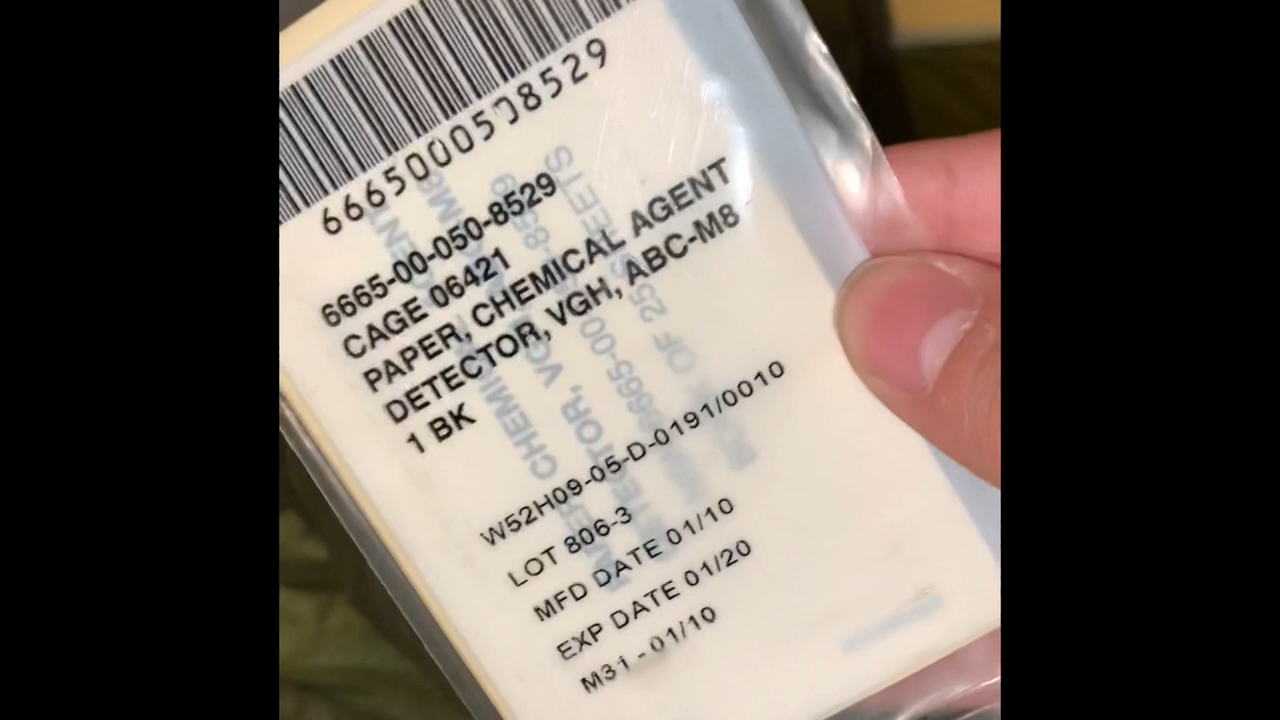 6665000508529
6665-00-050-8529
CAGE 06421
PAPER, CHEMICAL AGENT
DETECTOR, VGH, ABC-M8
1 BK
W52H09-05-D-0191/0010
LOT 806-3
MFD DATE 01/10
EXP DATE 01/20
M31 - 01/10